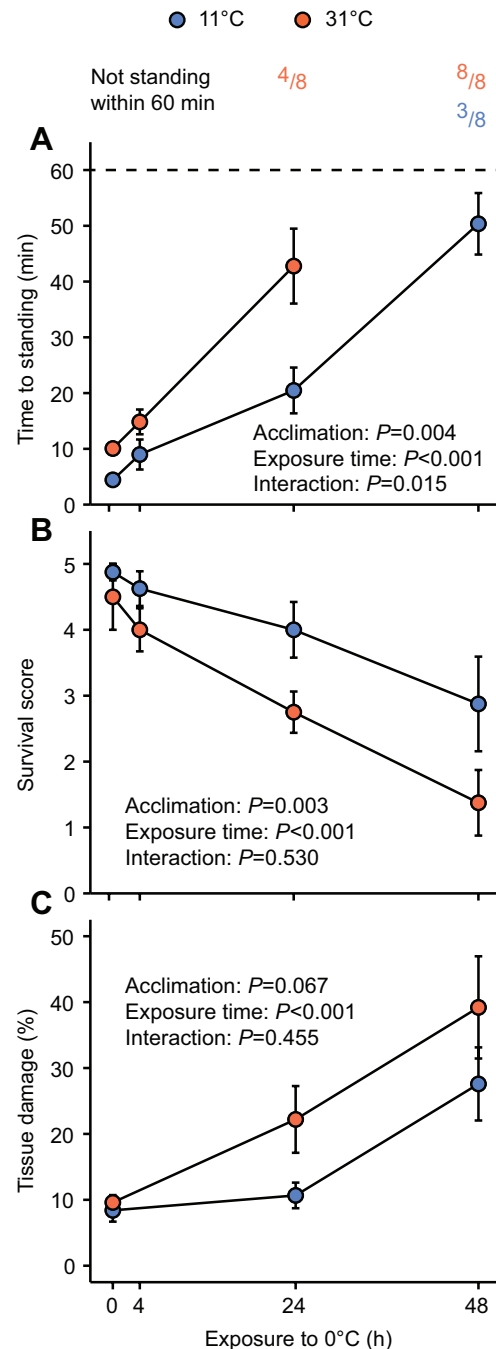 11°C 31°C
Not standing 4/8 8/8
within 60 min 3/8
A
60
50
40
30
20
10
0
Time to standing (min)
Acclimation: P=0.004
Exposure time: P<0.001
Interaction: P=0.015
B
5
4
3
2
1
0
Survival score
Acclimation: P=0.003
Exposure time: P<0.001
Interaction: P=0.530
C
50
40
30
20
10
0
Tissue damage (%)
Acclimation: P=0.067
Exposure time: P<0.001
Interaction: P=0.455
0 4 24 48
Exposure to 0°C (h)